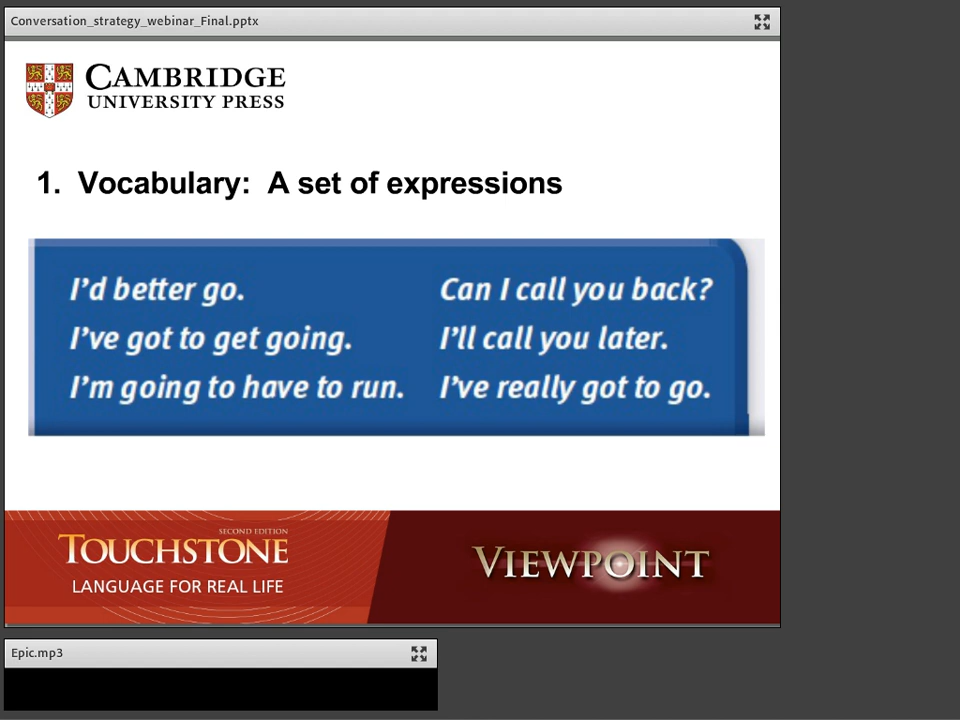 Conversation_strategy_webinar_Final.pptx
CAMBRIDGE
UNIVERSITY PRESS
1. Vocabulary: A set of expressions
I'd better go.
I've got to get going.
I'm going to have to run.
Can I call you back?
I'll call you later.
I've really got to go.
SECOND EDITION
TOUCHSTONE
LANGUAGE FOR REAL LIFE
VIEWPOINT
Epic.mp3